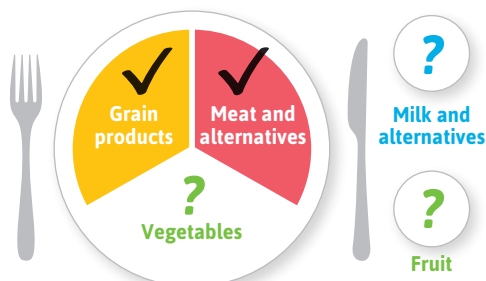 Grain
products
Meat and
alternatives
?
Vegetables
?
Milk and
alternatives
?
Fruit